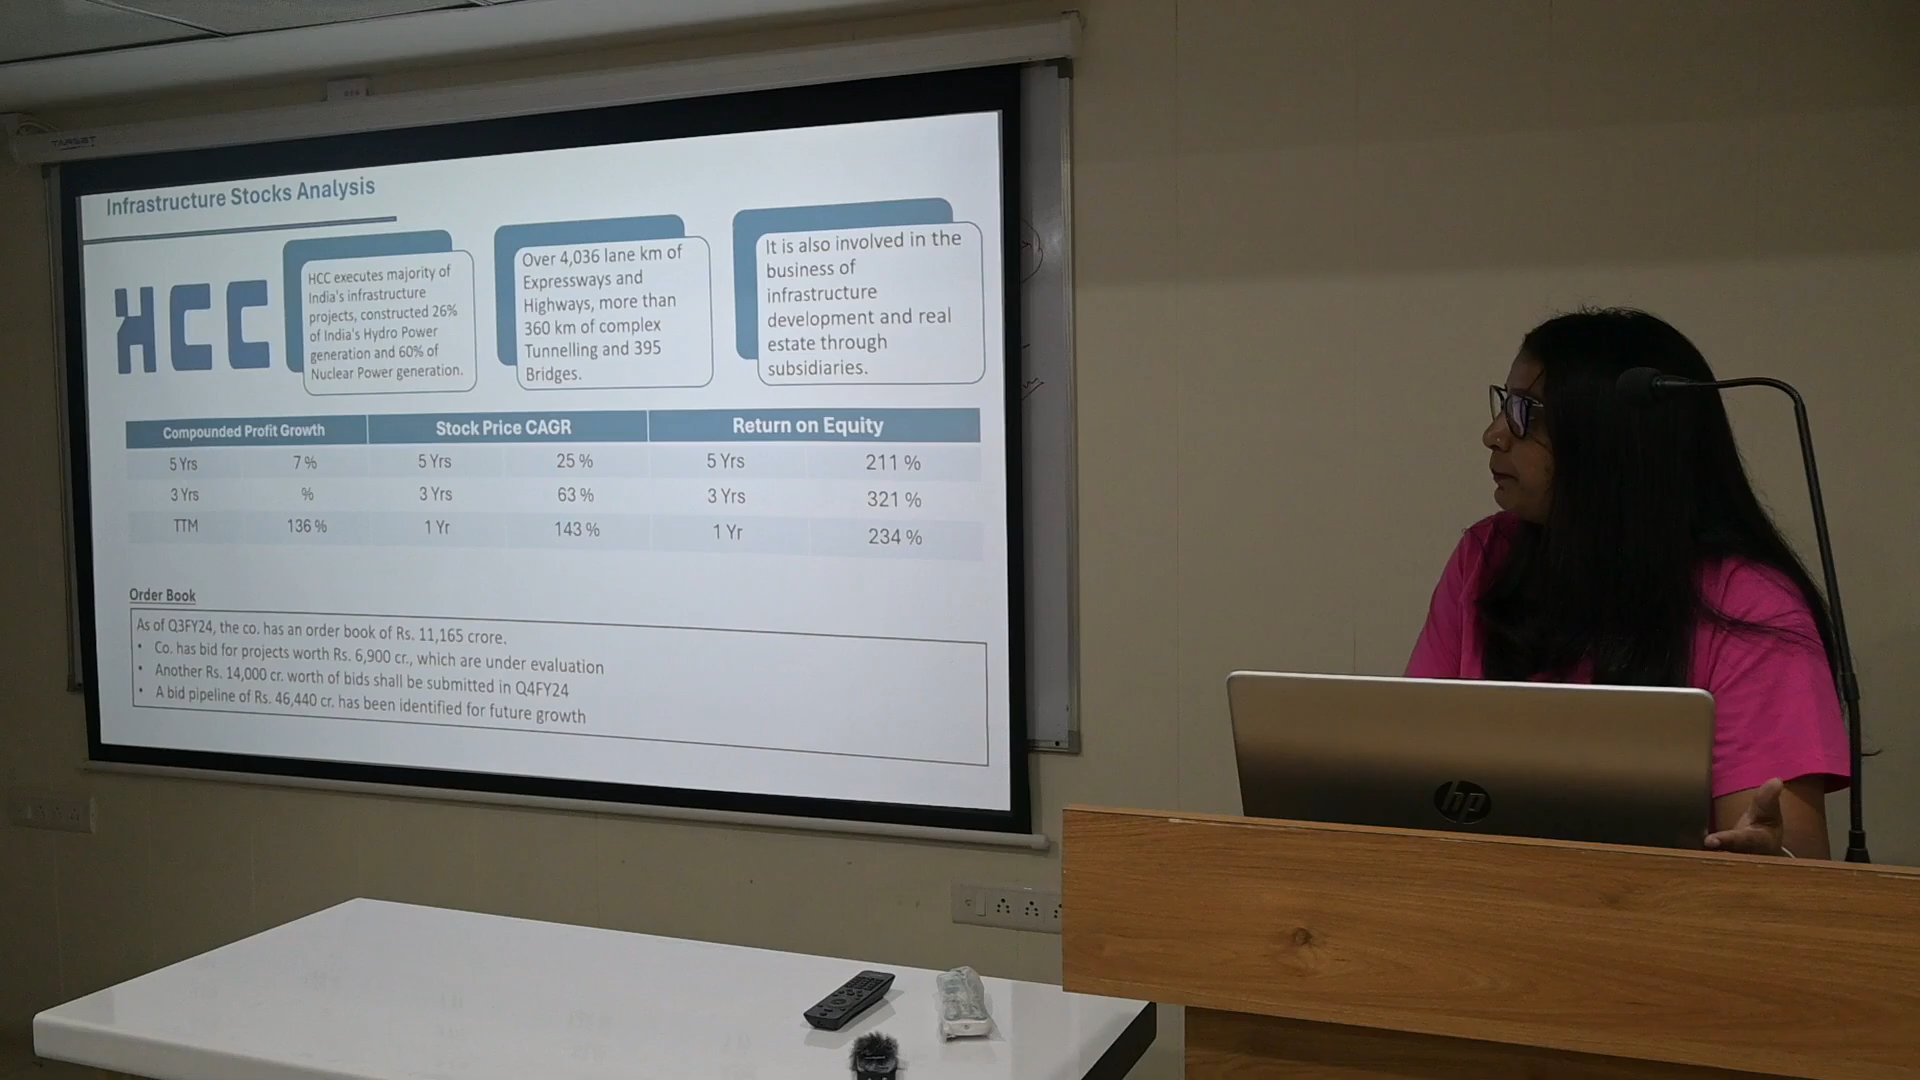 TARGET
Infrastructure Stocks Analysis
HCC
HCC executes majority of
India's infrastructure
projects, constructed 26%
of India's Hydro Power
generation and 60% of
Nuclear Power generation.
Over 4,036 lane km of
Expressways and
Highways, more than
360 km of complex
Tunnelling and 395
Bridges.
It is also involved in the
business of
infrastructure
development and real
estate through
subsidiaries.
Compounded Profit Growth Stock Price CAGR Return on Equity
5 Yrs 7 % 5 Yrs 25 % 5 Yrs 211 %
3 Yrs % 3 Yrs 63 % 3 Yrs 321 %
TTM 136 % 1 Yr 143 % 1 Yr 234 %
Order Book
As of Q3FY24, the co. has an order book of Rs. 11,165 crore.
• Co. has bid for projects worth Rs. 6,900 cr., which are under evaluation
• Another Rs. 14,000 cr. worth of bids shall be submitted in Q4FY24
• A bid pipeline of Rs. 46,440 cr. has been identified for future growth
hp